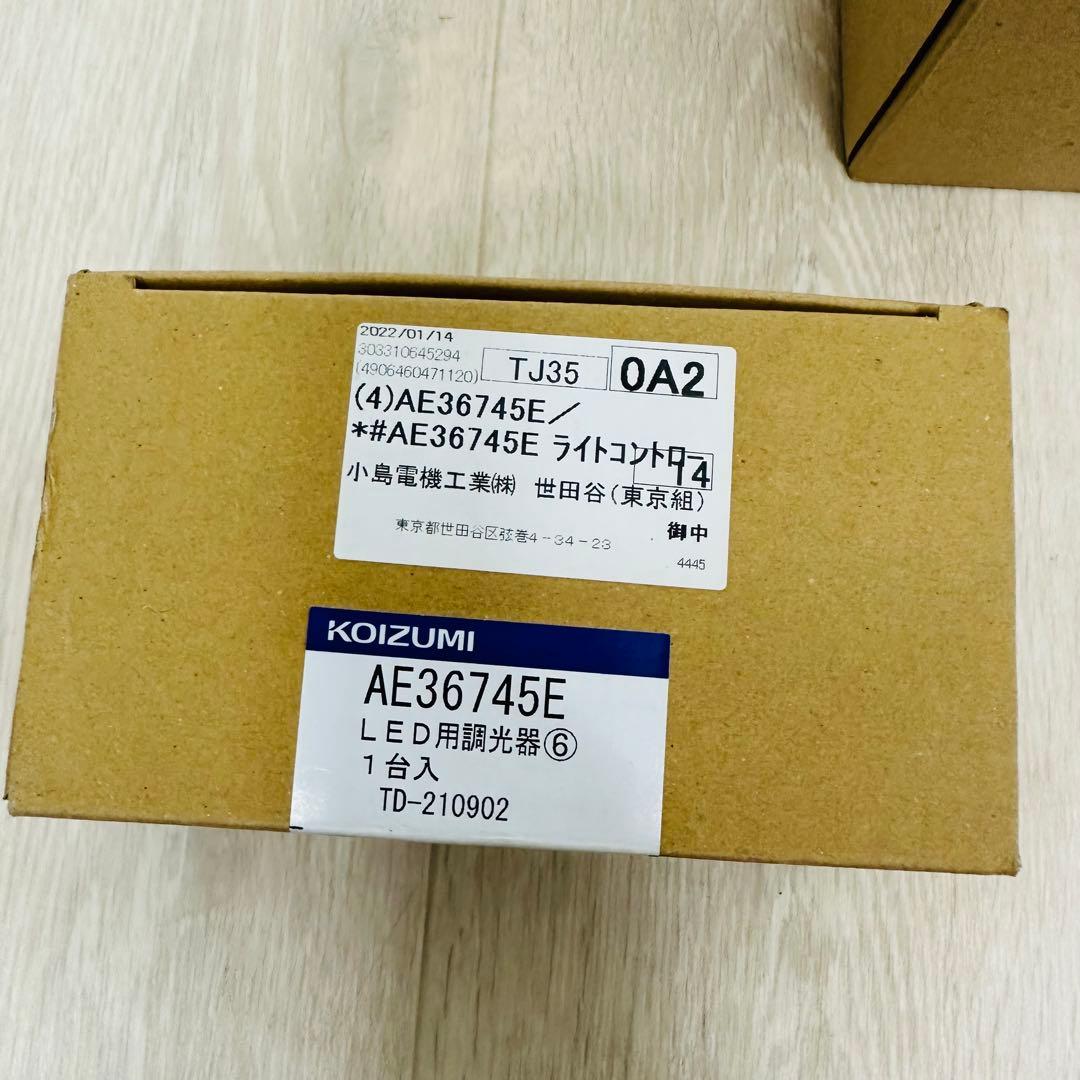 2022/01/14
303310645294
(4906460471120)
TJ35
0A2
(4)AE36745E/
*#AE36745E ライトコントロー
14
小島電機工業㈱ 世田谷(東京組)
御中
東京都世田谷区弦巻4-34-23
4445
KOIZUMI
AE36745E
LED用調光器⑥
1台入
TD-210902